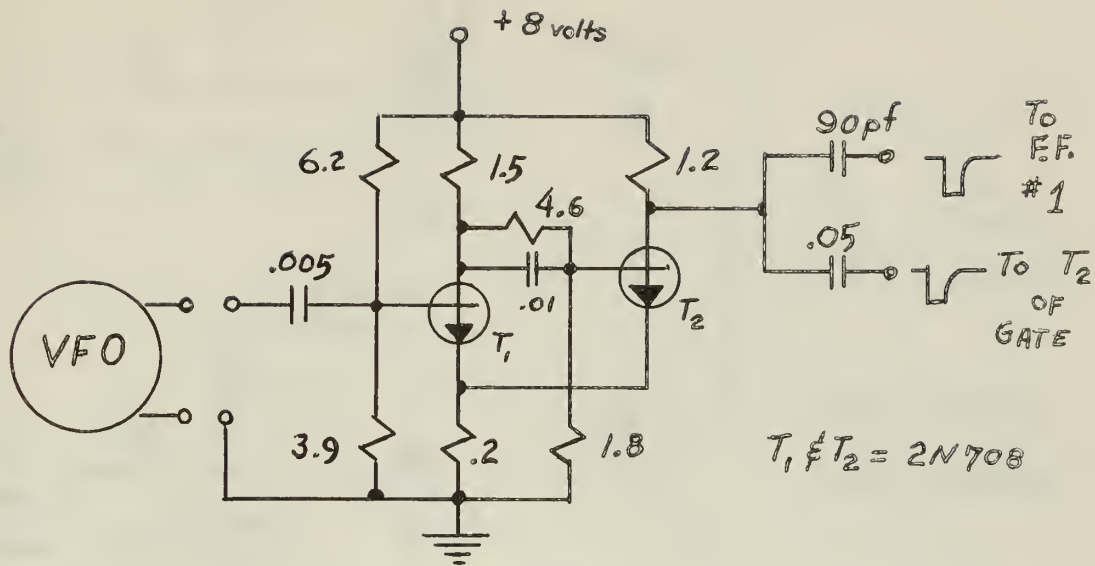 + 8 volts
6.2
1.5
1.2
4.6
90pf
To
E.F.
#1
.005
.01
.05
To T2
OF
GATE
VFO
T1
T2
3.9
.2
1.8
T1 & T2 = 2N708